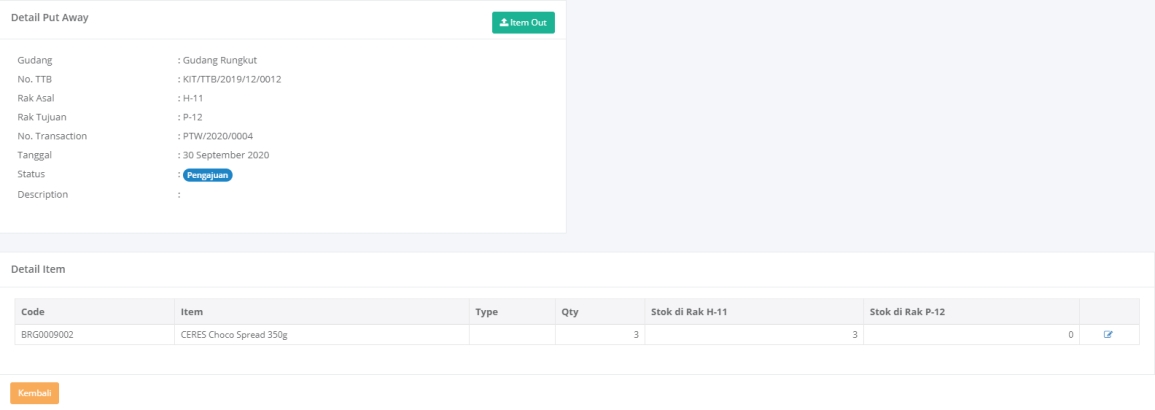 Detail Put Away
Item Out
Gudang : Gudang Rungkut
No. TTB : KIT/TTB/2019/12/0012
Rak Asal : H-11
Rak Tujuan : P-12
No. Transaction : PTW/2020/0004
Tanggal : 30 September 2020
Status : Pengajuan
Description :
Detail Item
Code Item Type Qty Stok di Rak H-11 Stok di Rak P-12
BRG0009002 CERES Choco Spread 350g 3 3 0
Kembali